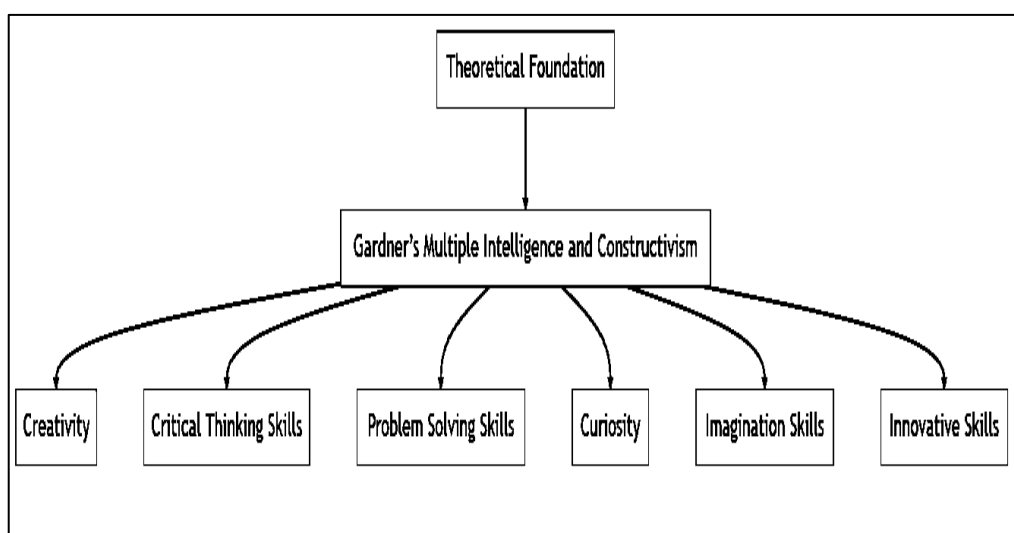 Theoretical Foundation
Gardner's Multiple Intelligence and Constructivism
Creativity
Critical Thinking Skills
Problem Solving Skills
Curiosity
Imagination Skills
Innovative Skills